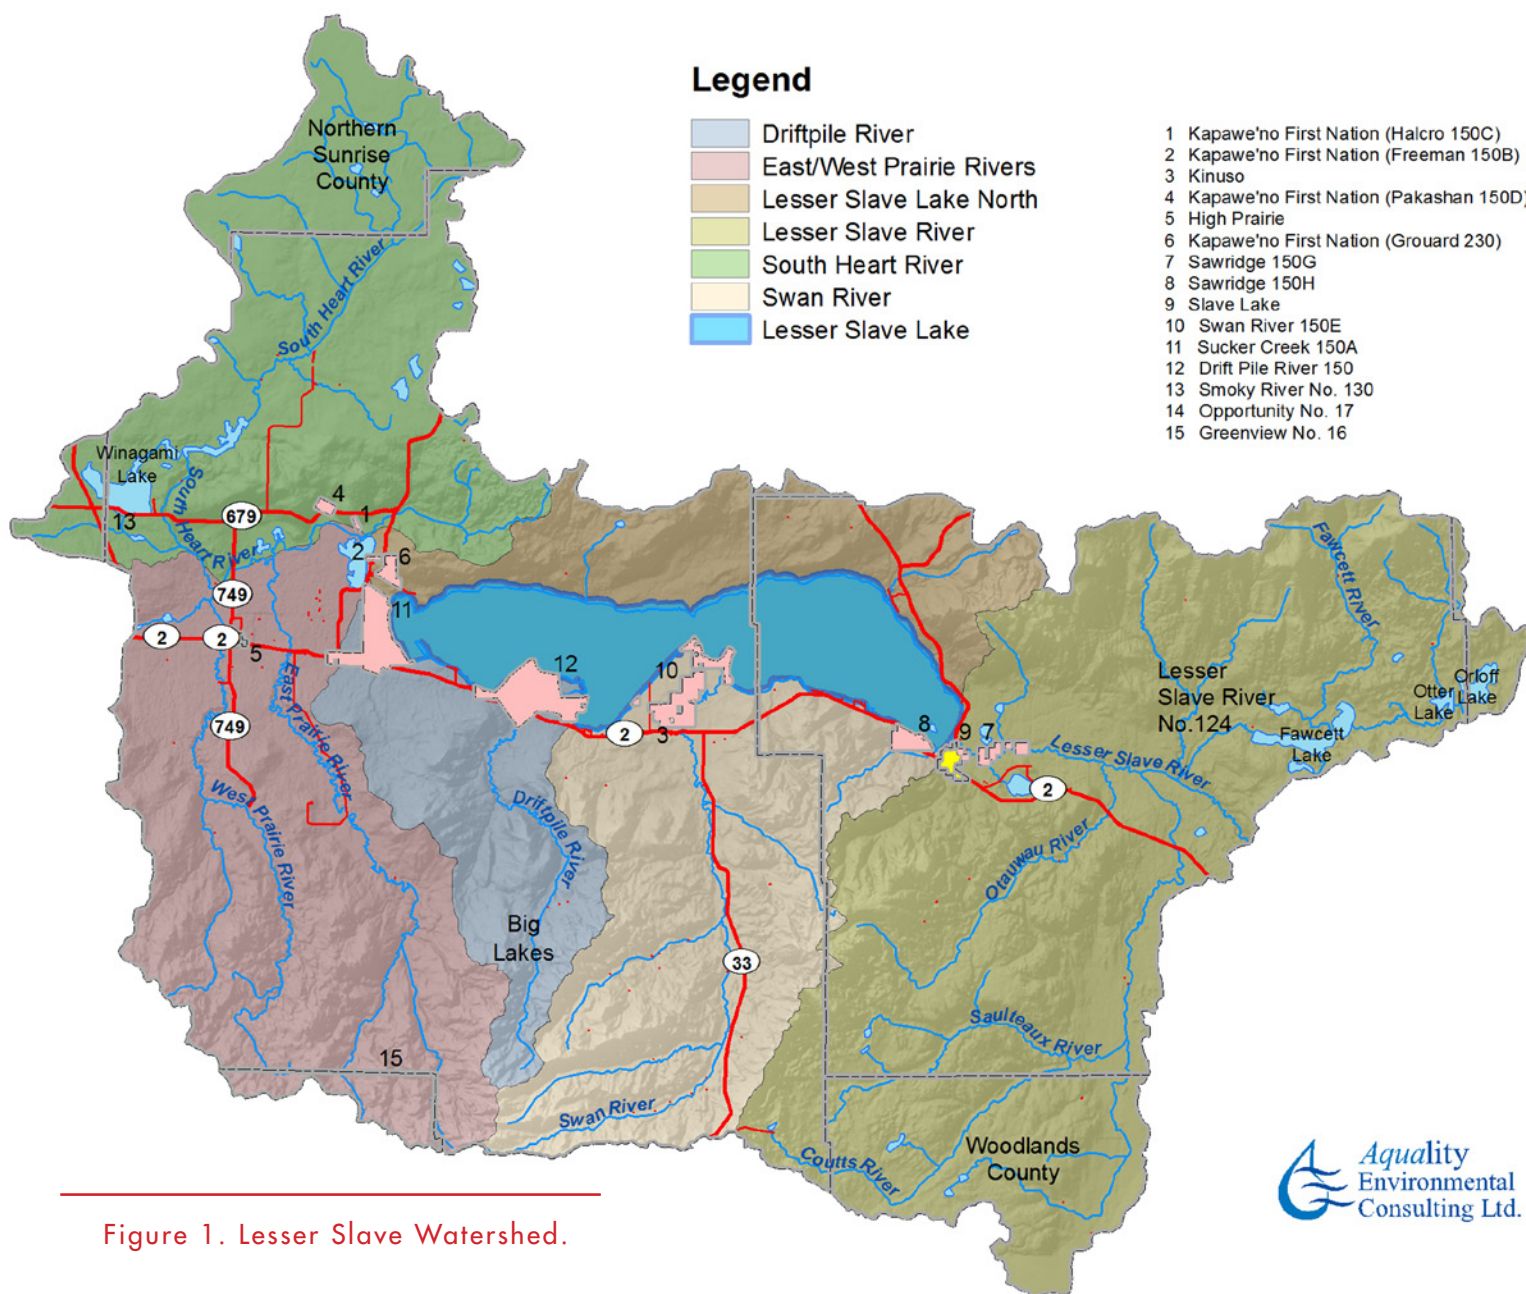 Legend
Driftpile River
East/West Prairie Rivers
Lesser Slave Lake North
Lesser Slave River
South Heart River
Swan River
Lesser Slave Lake
1 Kapawe'no First Nation (Halcro 150C)
2 Kapawe'no First Nation (Freeman 150B)
3 Kinuso
4 Kapawe'no First Nation (Pakashan 150D)
5 High Prairie
6 Kapawe'no First Nation (Grouard 230)
7 Sawridge 150G
8 Sawridge 150H
9 Slave Lake
10 Swan River 150E
11 Sucker Creek 150A
12 Drift Pile River 150
13 Smoky River No. 130
14 Opportunity No. 17
15 Greenview No. 16
Northern
Sunrise
County
South Heart River
Winagami
Lake
South Heart River
13
679
4
1
2
6
749
11
2
2
5
749
East Prairie River
West Prairie River
12
10
2
3
Driftpile River
Big
Lakes
33
15
Swan River
8
9
7
2
Lesser Slave River
Lesser
Slave River
No.124
Fawcett River
Otter
Lake
Orloff
Lake
Fawcett
Lake
Otauwau River
Saulteaux River
Coutts River
Woodlands
County
Aquality
Environmental
Consulting Ltd.
Figure 1. Lesser Slave Watershed.